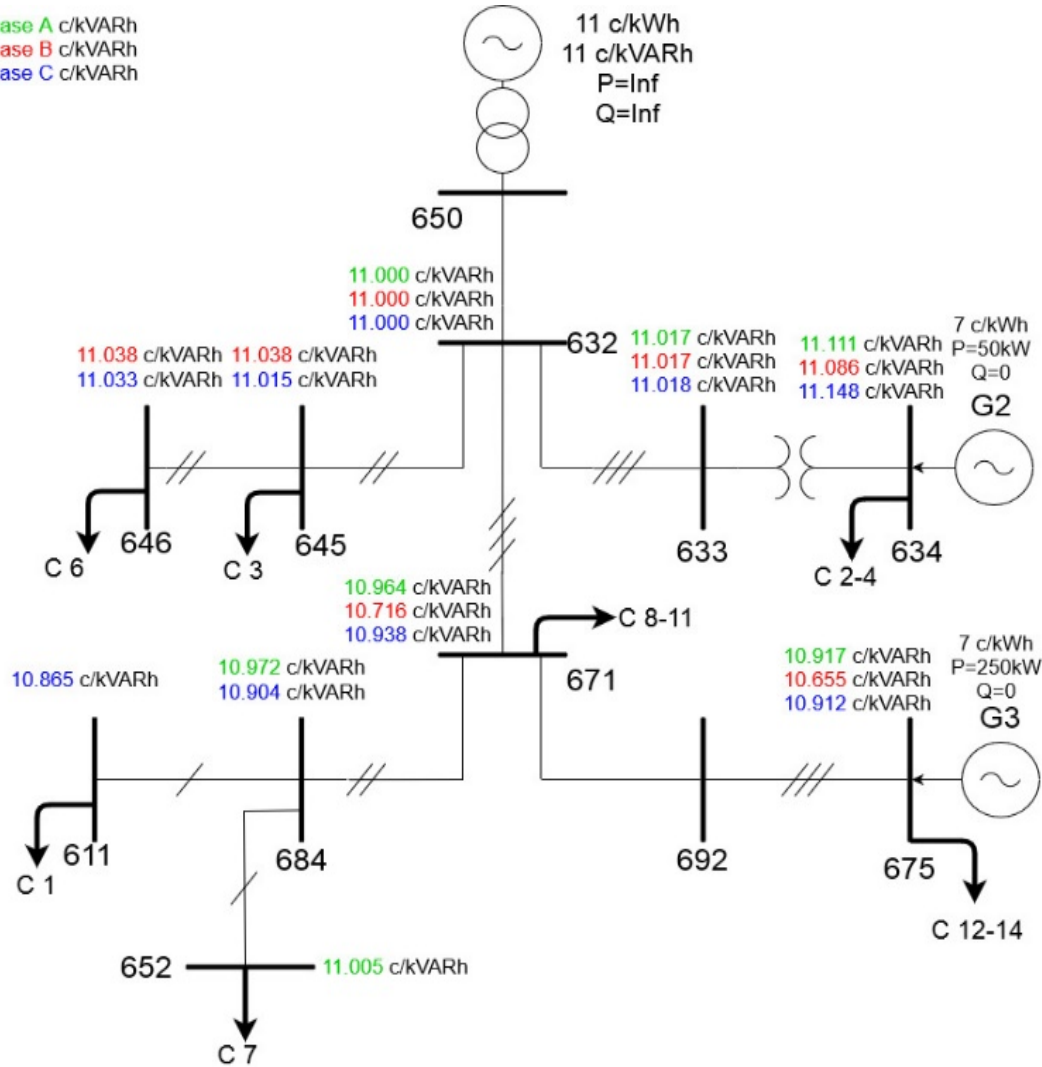 ase A c/kVARh
ase B c/kVARh
ase C c/kVARh
11 c/kWh
11 c/kVARh
P=Inf
Q=Inf
650
11.000 c/kVARh
11.000 c/kVARh
11.000 c/kVARh
632
11.038 c/kVARh
11.033 c/kVARh
11.038 c/kVARh
11.015 c/kVARh
11.017 c/kVARh
11.017 c/kVARh
11.018 c/kVARh
11.111 c/kVARh
11.086 c/kVARh
11.148 c/kVARh
7 c/kWh
P=50kW
Q=0
G2
646
C 6
645
C 3
633
634
C 2-4
10.964 c/kVARh
10.716 c/kVARh
10.938 c/kVARh
C 8-11
671
10.865 c/kVARh
10.972 c/kVARh
10.904 c/kVARh
10.917 c/kVARh
10.655 c/kVARh
10.912 c/kVARh
7 c/kWh
P=250kW
Q=0
G3
611
C 1
684
692
675
C 12-14
652
11.005 c/kVARh
C 7